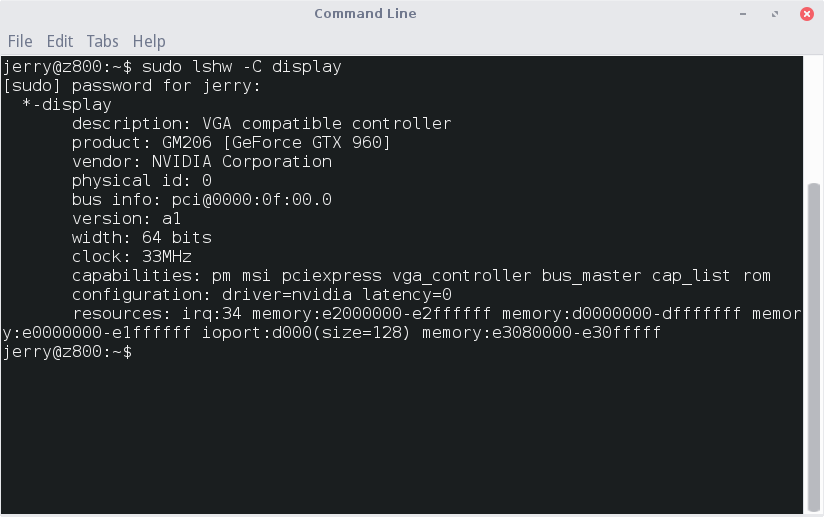 Command Line
File Edit Tabs Help
jerry@z800:~$ sudo lshw -C display
[sudo] password for jerry:
  *-display
       description: VGA compatible controller
       product: GM206 [GeForce GTX 960]
       vendor: NVIDIA Corporation
       physical id: 0
       bus info: pci@0000:0f:00.0
       version: a1
       width: 64 bits
       clock: 33MHz
       capabilities: pm msi pciexpress vga_controller bus_master cap_list rom
       configuration: driver=nvidia latency=0
       resources: irq:34 memory:e2000000-e2ffffff memory:d0000000-dfffffff memor
y:e0000000-e1ffffff ioport:d000(size=128) memory:e3080000-e30fffff
jerry@z800:~$